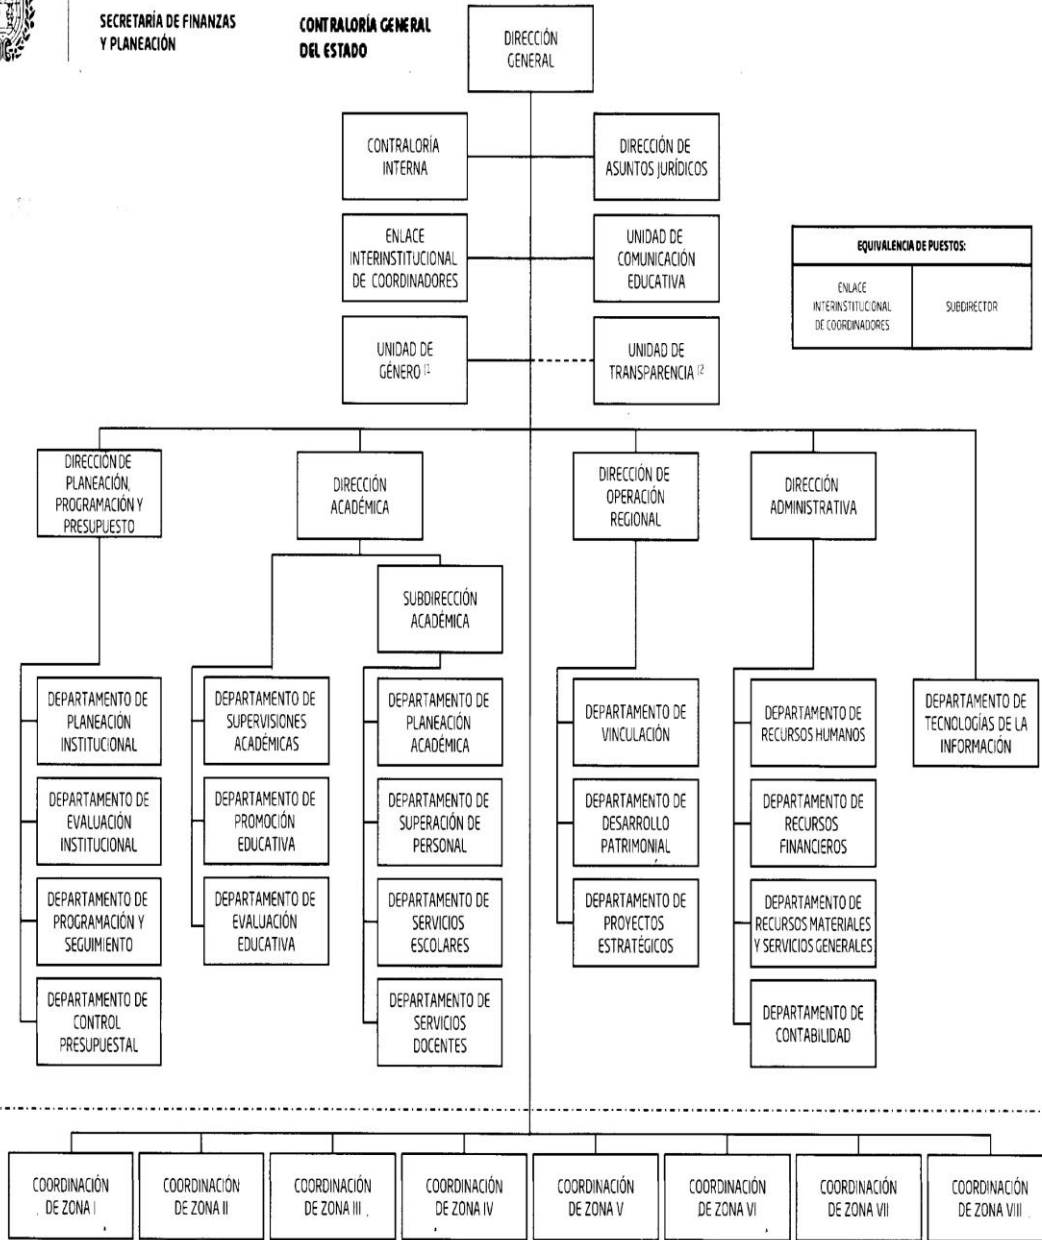 SECRETARÍA DE FINANZAS
Y PLANEACIÓN
CONTRALORÍA GENERAL
DEL ESTADO
DIRECCIÓN
GENERAL
CONTRALORÍA
INTERNA
DIRECCIÓN DE
ASUNTOS JURÍDICOS
ENLACE
INTERINSTITUCIONAL
DE COORDINADORES
UNIDAD DE
COMUNICACIÓN
EDUCATIVA
EQUIVALENCIA DE PUESTOS:
ENLACE
INTERINSTITUCIONAL
DE COORDINADORES
SUBDIRECTOR
UNIDAD DE
GÉNERO |1
UNIDAD DE
TRANSPARENCIA |2
DIRECCIÓN DE
PLANEACIÓN,
PROGRAMACIÓN Y
PRESUPUESTO
DIRECCIÓN
ACADÉMICA
DIRECCIÓN DE
OPERACIÓN
REGIONAL
DIRECCIÓN
ADMINISTRATIVA
SUBDIRECCIÓN
ACADÉMICA
DEPARTAMENTO DE
PLANEACIÓN
INSTITUCIONAL
DEPARTAMENTO DE
SUPERVISIONES
ACADÉMICAS
DEPARTAMENTO DE
PLANEACIÓN
ACADÉMICA
DEPARTAMENTO DE
VINCULACIÓN
DEPARTAMENTO DE
RECURSOS HUMANOS
DEPARTAMENTO DE
TECNOLOGÍAS DE LA
INFORMACIÓN
DEPARTAMENTO DE
EVALUACIÓN
INSTITUCIONAL
DEPARTAMENTO DE
PROMOCIÓN
EDUCATIVA
DEPARTAMENTO DE
SUPERACIÓN DE
PERSONAL
DEPARTAMENTO DE
DESARROLLO
PATRIMONIAL
DEPARTAMENTO DE
RECURSOS
FINANCIEROS
DEPARTAMENTO DE
PROGRAMACIÓN Y
SEGUIMIENTO
DEPARTAMENTO DE
EVALUACIÓN
EDUCATIVA
DEPARTAMENTO DE
SERVICIOS
ESCOLARES
DEPARTAMENTO DE
PROYECTOS
ESTRATÉGICOS
DEPARTAMENTO DE
RECURSOS MATERIALES
Y SERVICIOS GENERALES
DEPARTAMENTO DE
CONTROL
PRESUPUESTAL
DEPARTAMENTO DE
SERVICIOS
DOCENTES
DEPARTAMENTO DE
CONTABILIDAD
COORDINACIÓN
DE ZONA I
COORDINACIÓN
DE ZONA II
COORDINACIÓN
DE ZONA III
COORDINACIÓN
DE ZONA IV
COORDINACIÓN
DE ZONA V
COORDINACIÓN
DE ZONA VI
COORDINACIÓN
DE ZONA VII
COORDINACIÓN
DE ZONA VIII